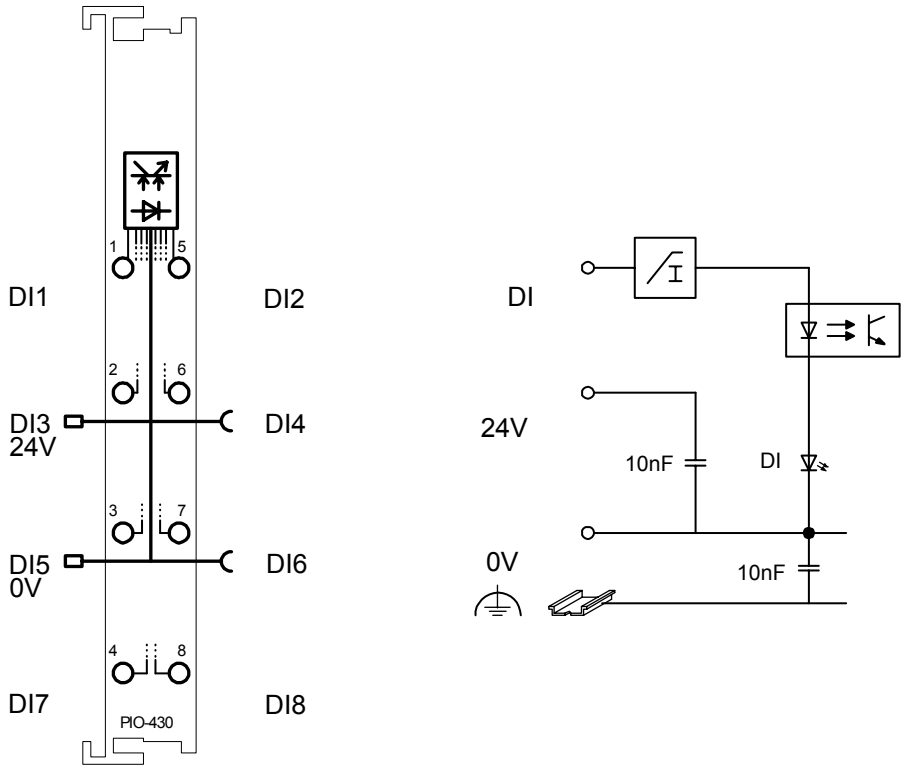 1
5
DI1
DI2
2
6
DI3
DI4
24V
3
7
DI5
DI6
0V
4
8
DI7
DI8
PIO-430
DI
I
24V
10nF
DI
0V
10nF